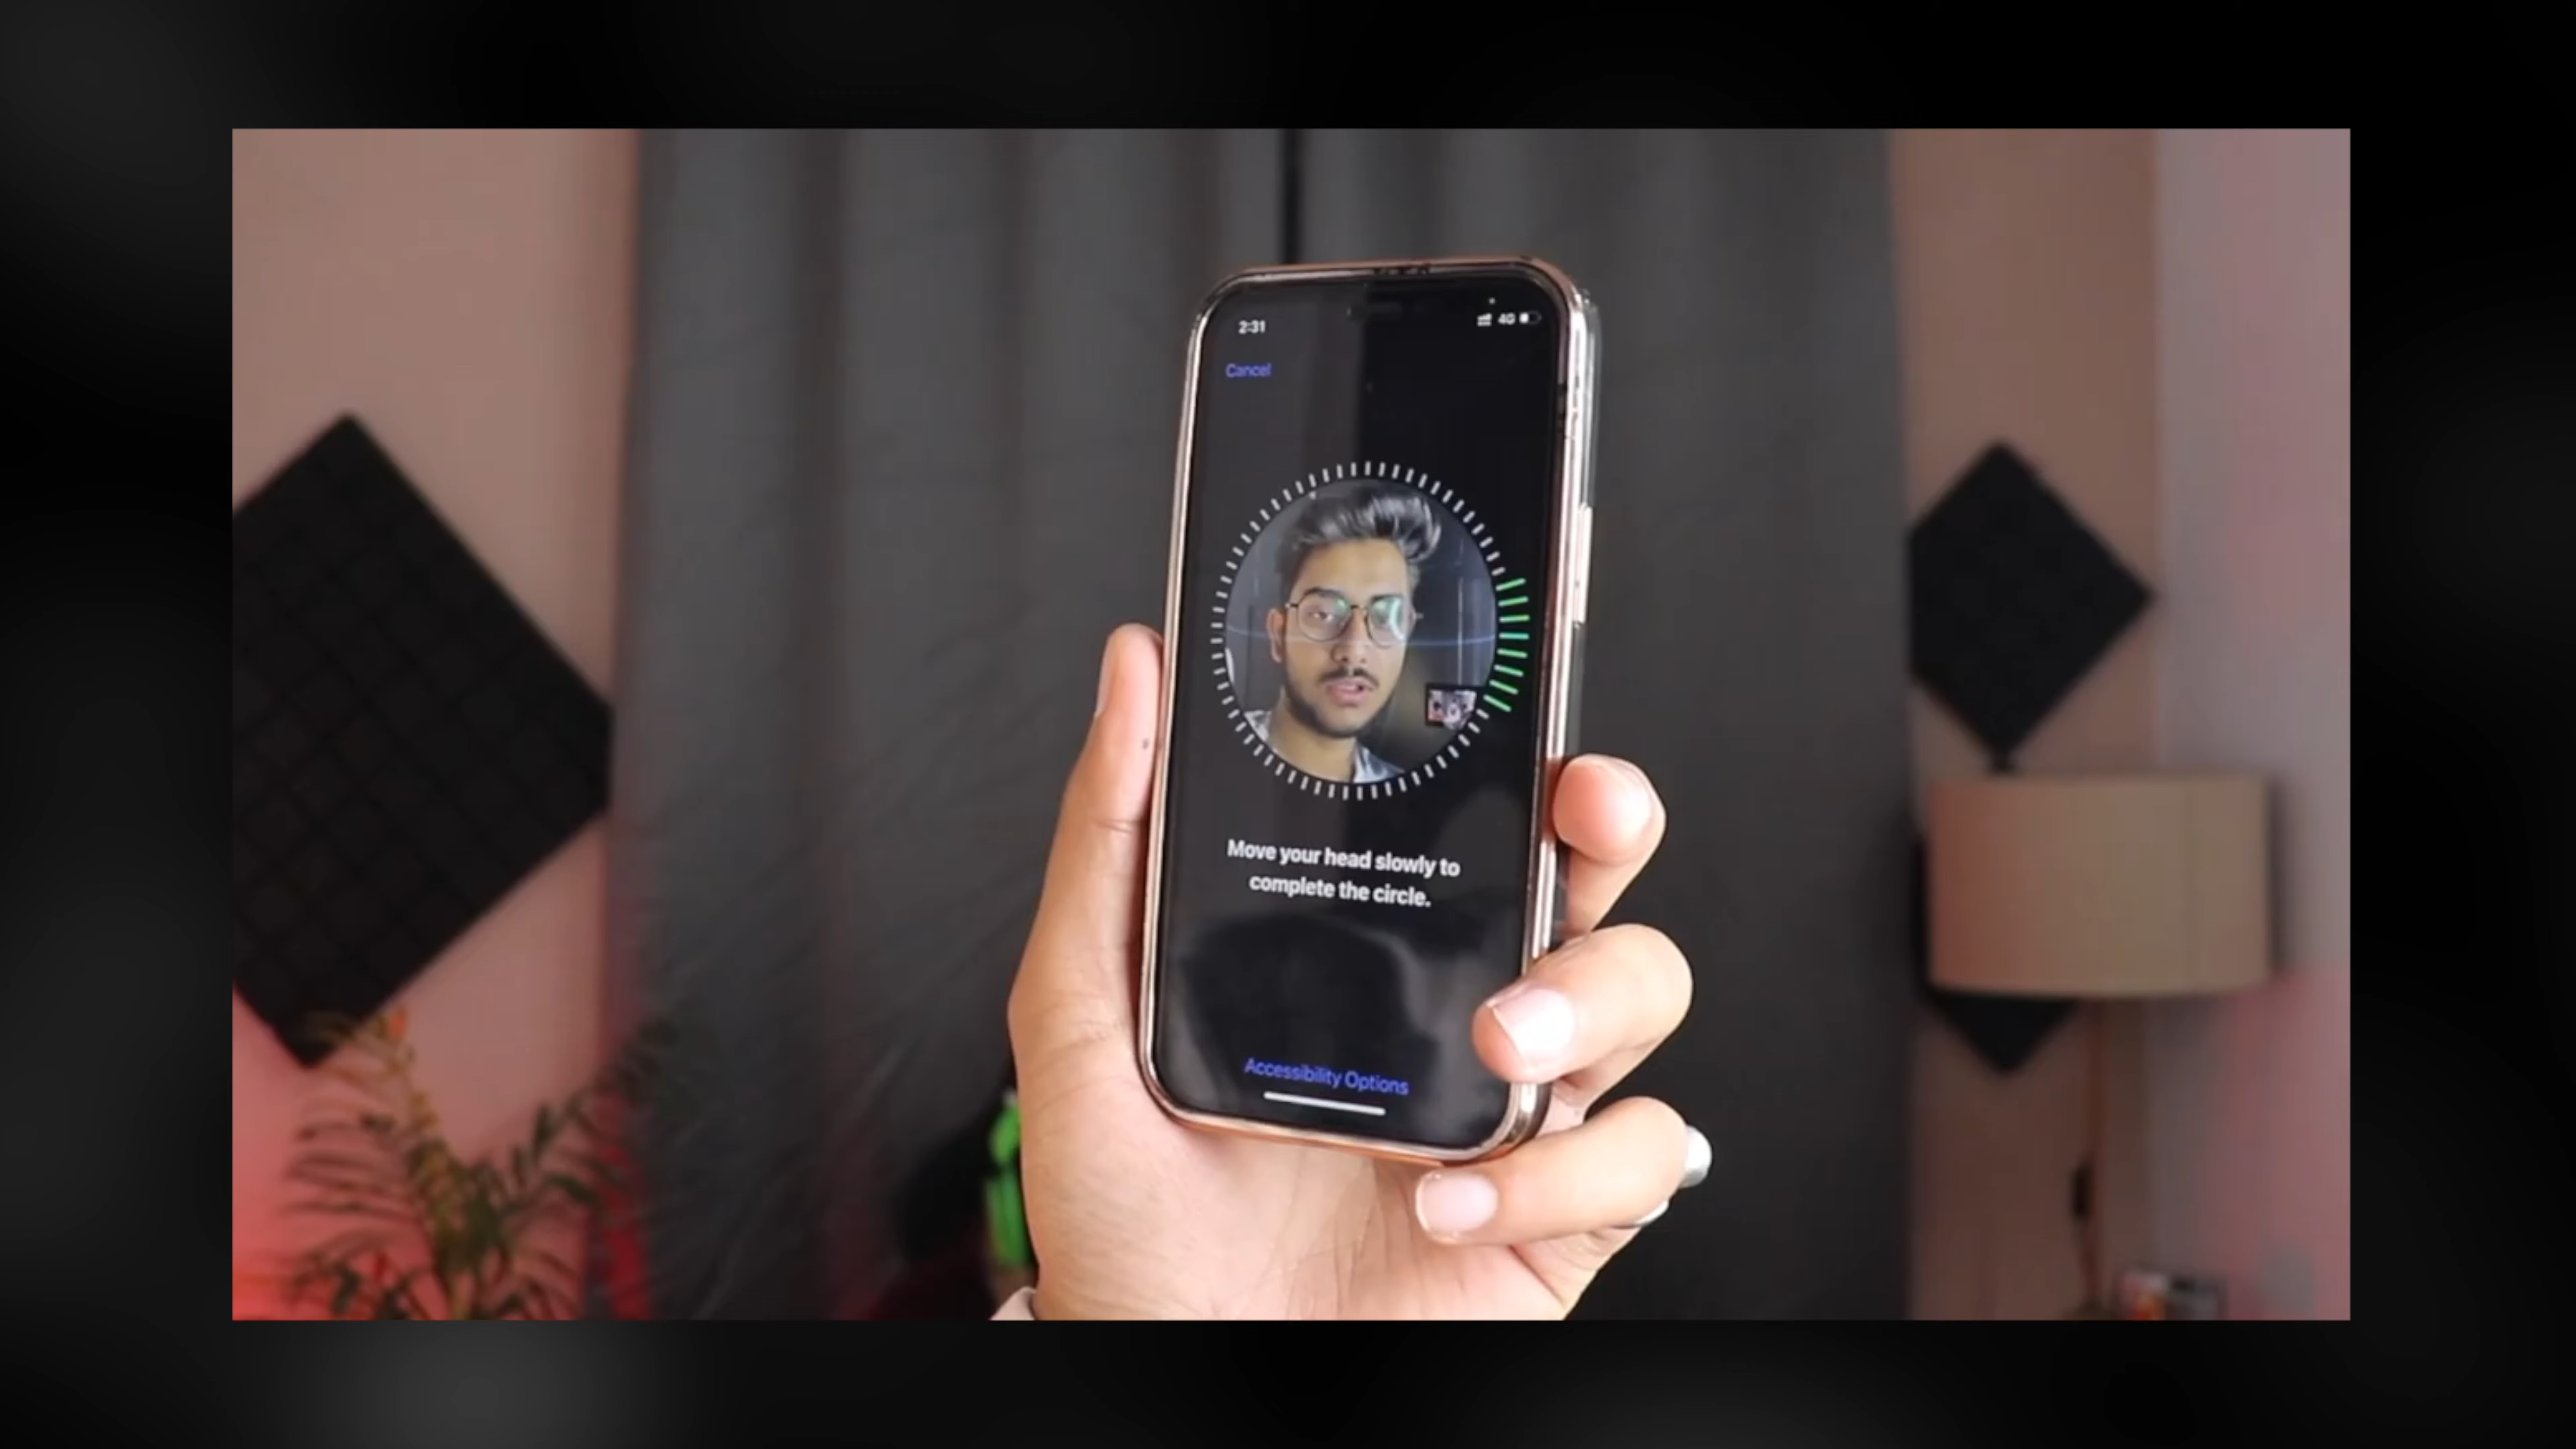 2:31
4G
Cancel
Move your head slowly to
complete the circle.
Accessibility Options